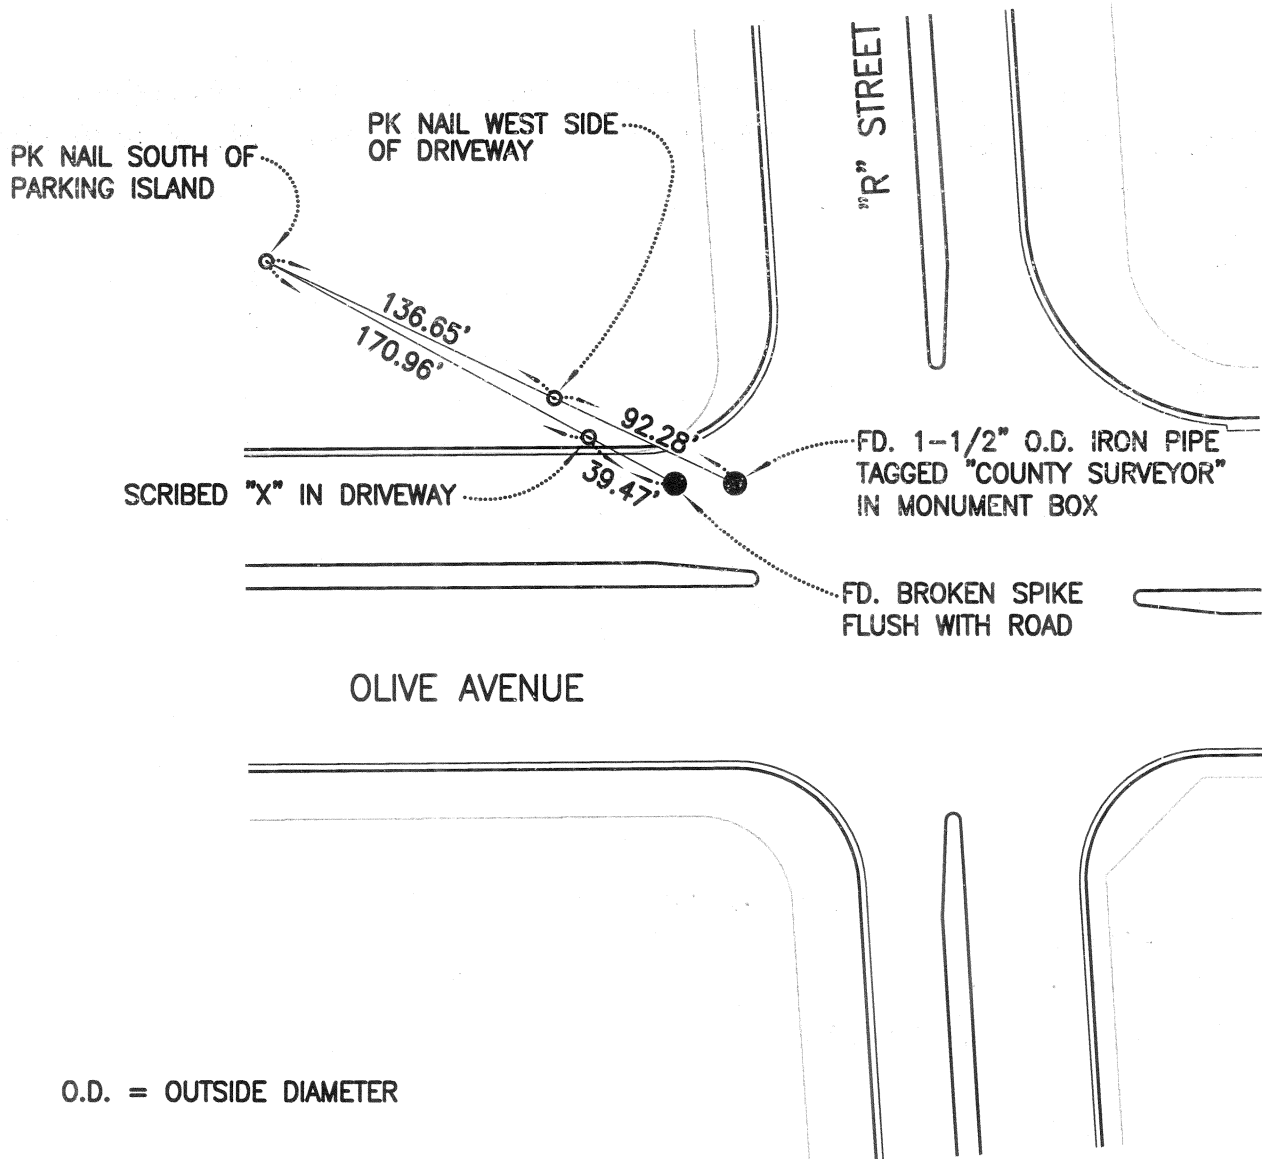 "R" STREET
PK NAIL WEST SIDE
OF DRIVEWAY
PK NAIL SOUTH OF
PARKING ISLAND
136.65'
170.96'
92.28'
39.47'
FD. 1-1/2" O.D. IRON PIPE
TAGGED "COUNTY SURVEYOR"
IN MONUMENT BOX
SCRIBED "X" IN DRIVEWAY
FD. BROKEN SPIKE
FLUSH WITH ROAD
OLIVE AVENUE
O.D. = OUTSIDE DIAMETER